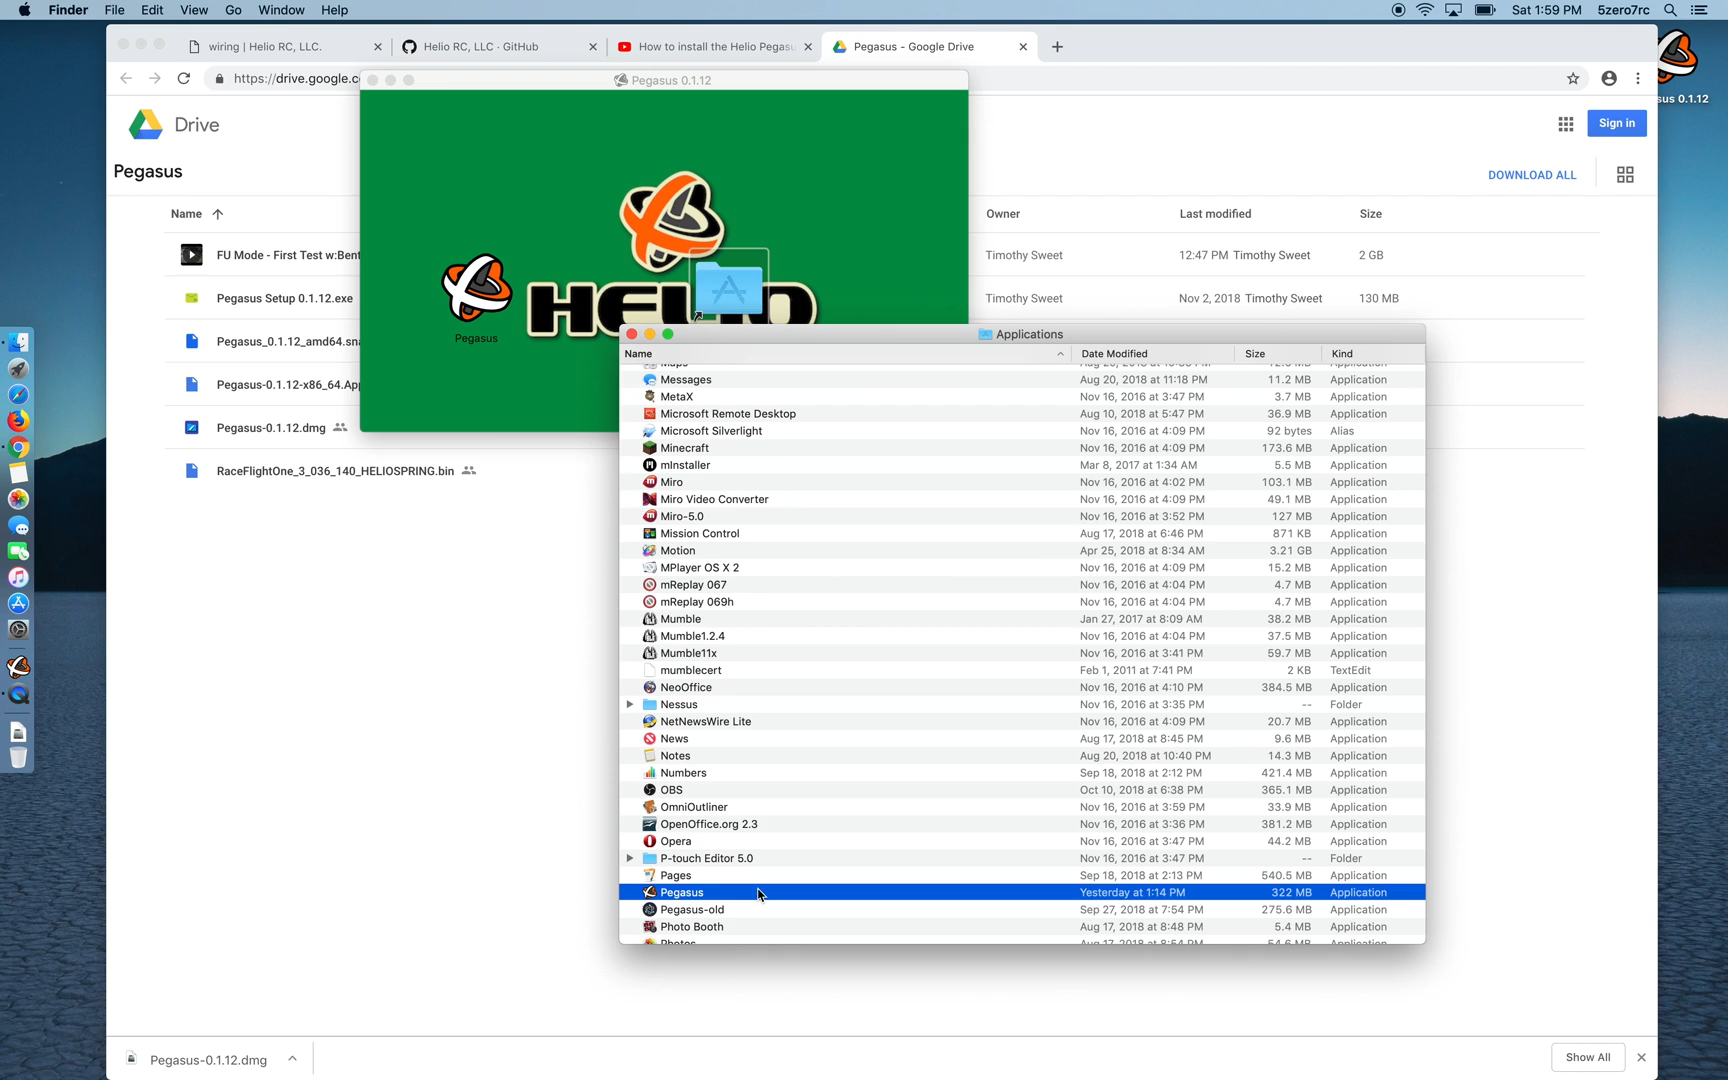 Finder File Edit View Go Window Help
Sat 1:59 PM 5zero7rc
wiring | Helio RC, LLC.
Helio RC, LLC · GitHub
How to install the Helio Pegasu
Pegasus - Google Drive
https://drive.google.co
Pegasus 0.1.12
sus 0.1.12
Drive
Sign in
Pegasus
DOWNLOAD ALL
Name
Owner Last modified Size
FU Mode - First Test w:Bent
Timothy Sweet 12:47 PM Timothy Sweet 2 GB
Pegasus Setup 0.1.12.exe
Timothy Sweet Nov 2, 2018 Timothy Sweet 130 MB
Pegasus_0.1.12_amd64.sna
Pegasus-0.1.12-x86_64.App
Pegasus-0.1.12.dmg
RaceFlightOne_3_036_140_HELIOSPRING.bin
HELIO
Pegasus
Applications
Name Date Modified Size Kind
Messages Aug 20, 2018 at 11:18 PM 11.2 MB Application
MetaX Nov 16, 2016 at 3:47 PM 3.7 MB Application
Microsoft Remote Desktop Aug 10, 2018 at 5:47 PM 36.9 MB Application
Microsoft Silverlight Nov 16, 2016 at 4:09 PM 92 bytes Alias
Minecraft Nov 16, 2016 at 4:09 PM 173.6 MB Application
mInstaller Mar 8, 2017 at 1:34 AM 5.5 MB Application
Miro Nov 16, 2016 at 4:02 PM 103.1 MB Application
Miro Video Converter Nov 16, 2016 at 4:09 PM 49.1 MB Application
Miro-5.0 Nov 16, 2016 at 3:52 PM 127 MB Application
Mission Control Aug 17, 2018 at 6:46 PM 871 KB Application
Motion Apr 25, 2018 at 8:34 AM 3.21 GB Application
MPlayer OS X 2 Nov 16, 2016 at 4:09 PM 15.2 MB Application
mReplay 067 Nov 16, 2016 at 4:04 PM 4.7 MB Application
mReplay 069h Nov 16, 2016 at 4:04 PM 4.7 MB Application
Mumble Jan 27, 2017 at 8:09 AM 38.2 MB Application
Mumble1.2.4 Nov 16, 2016 at 4:04 PM 37.5 MB Application
Mumble11x Nov 16, 2016 at 3:41 PM 59.7 MB Application
mumblecert Feb 1, 2011 at 7:41 PM 2 KB TextEdit
NeoOffice Nov 16, 2016 at 4:10 PM 384.5 MB Application
Nessus Nov 16, 2016 at 3:35 PM -- Folder
NetNewsWire Lite Nov 16, 2016 at 4:09 PM 20.7 MB Application
News Aug 17, 2018 at 8:45 PM 9.6 MB Application
Notes Aug 20, 2018 at 10:40 PM 14.3 MB Application
Numbers Sep 18, 2018 at 2:12 PM 421.4 MB Application
OBS Oct 10, 2018 at 6:38 PM 365.1 MB Application
OmniOutliner Nov 16, 2016 at 3:59 PM 33.9 MB Application
OpenOffice.org 2.3 Nov 16, 2016 at 3:36 PM 381.2 MB Application
Opera Nov 16, 2016 at 3:47 PM 44.2 MB Application
P-touch Editor 5.0 Nov 16, 2016 at 3:47 PM -- Folder
Pages Sep 18, 2018 at 2:13 PM 540.5 MB Application
Pegasus Yesterday at 1:14 PM 322 MB Application
Pegasus-old Sep 27, 2018 at 7:54 PM 275.6 MB Application
Photo Booth Aug 17, 2018 at 8:48 PM 5.4 MB Application
Photos Aug 17, 2018 at 8:54 PM 54.6 MB Application
Pegasus-0.1.12.dmg
Show All